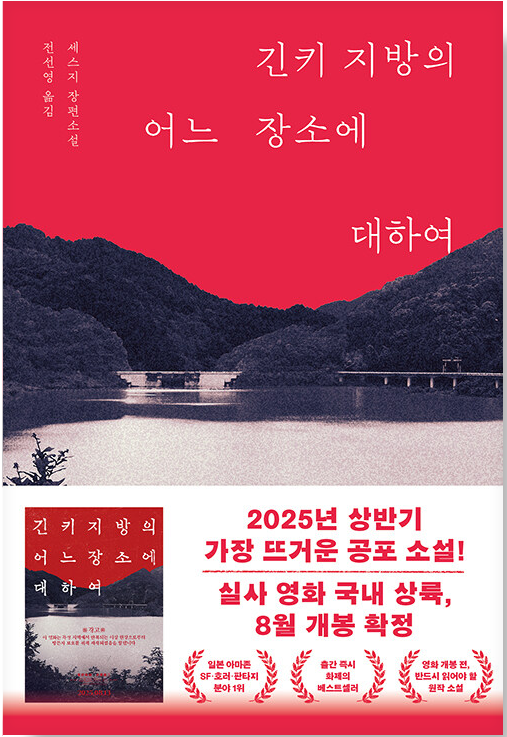 긴키 지방의
어느 장소에
대하여
세스지 장편소설
전선영 옮김
2025년 상반기
가장 뜨거운 공포 소설!
실사 영화 국내 상륙,
8월 개봉 확정
긴키지방의
어느장소에
대하여
※경고※
일본 아마존
SF·호러·판타지
분야 1위
출간 즉시
화제의
베스트셀러
영화 개봉 전,
반드시 읽어야 할
원작 소설